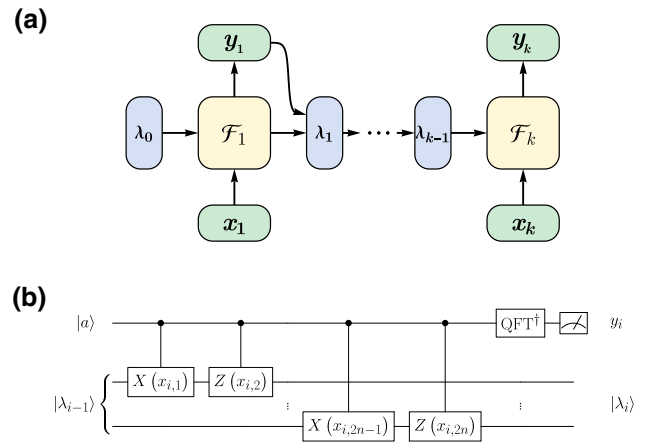 (a)
y₁ yₖ
λ₀ ℱ₁ λ₁ ··· λₖ₋₁ ℱₖ
x₁ xₖ
(b)
|a⟩ QFT† yᵢ
|λᵢ₋₁⟩ X (xᵢ,₁) Z (xᵢ,₂) |λᵢ⟩
X (xᵢ,₂ₙ₋₁) Z (xᵢ,₂ₙ)